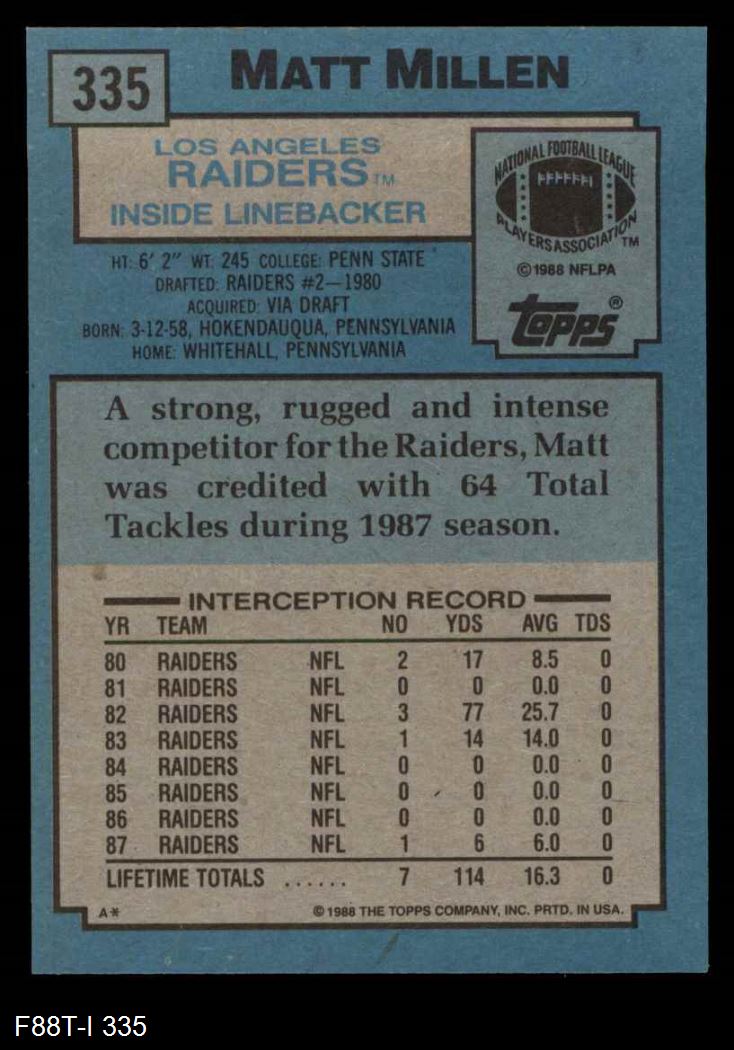 335
MATT MILLEN
LOS ANGELES
RAIDERS TM
INSIDE LINEBACKER
NATIONAL FOOTBALL LEAGUE
PLAYERS ASSOCIATION TM
© 1988 NFLPA
TOPPS ®
HT: 6' 2" WT: 245 COLLEGE: PENN STATE
DRAFTED: RAIDERS #2—1980
ACQUIRED: VIA DRAFT
BORN: 3-12-58, HOKENDAUQUA, PENNSYLVANIA
HOME: WHITEHALL, PENNSYLVANIA
A strong, rugged and intense
competitor for the Raiders, Matt
was credited with 64 Total
Tackles during 1987 season.
INTERCEPTION RECORD
YR TEAM NO YDS AVG TDS
80 RAIDERS NFL 2 17 8.5 0
81 RAIDERS NFL 0 0 0.0 0
82 RAIDERS NFL 3 77 25.7 0
83 RAIDERS NFL 1 14 14.0 0
84 RAIDERS NFL 0 0 0.0 0
85 RAIDERS NFL 0 0 0.0 0
86 RAIDERS NFL 0 0 0.0 0
87 RAIDERS NFL 1 6 6.0 0
LIFETIME TOTALS ...... 7 114 16.3 0
A* © 1988 THE TOPPS COMPANY, INC. PRTD. IN USA.
F88T-I 335